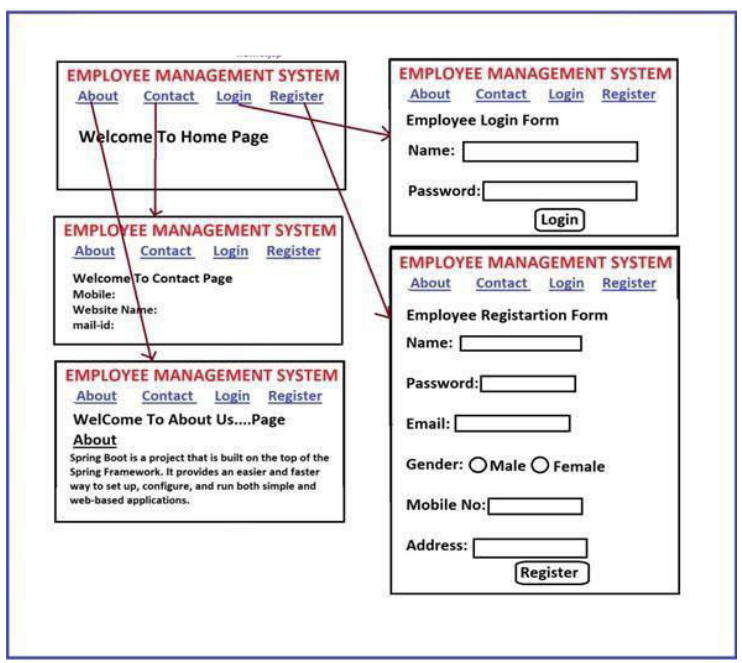 EMPLOYEE MANAGEMENT SYSTEM
About Contact Login Register
Welcome To Home Page
EMPLOYEE MANAGEMENT SYSTEM
About Contact Login Register
Welcome To Contact Page
Mobile:
Website Name:
mail-id:
EMPLOYEE MANAGEMENT SYSTEM
About Contact Login Register
WelCome To About Us....Page
About
Spring Boot is a project that is built on the top of the
Spring Framework. It provides an easier and faster
way to set up, configure, and run both simple and
web-based applications.
EMPLOYEE MANAGEMENT SYSTEM
About Contact Login Register
Employee Login Form
Name:
Password:
Login
EMPLOYEE MANAGEMENT SYSTEM
About Contact Login Register
Employee Registartion Form
Name:
Password:
Email:
Gender: Male Female
Mobile No:
Address:
Register